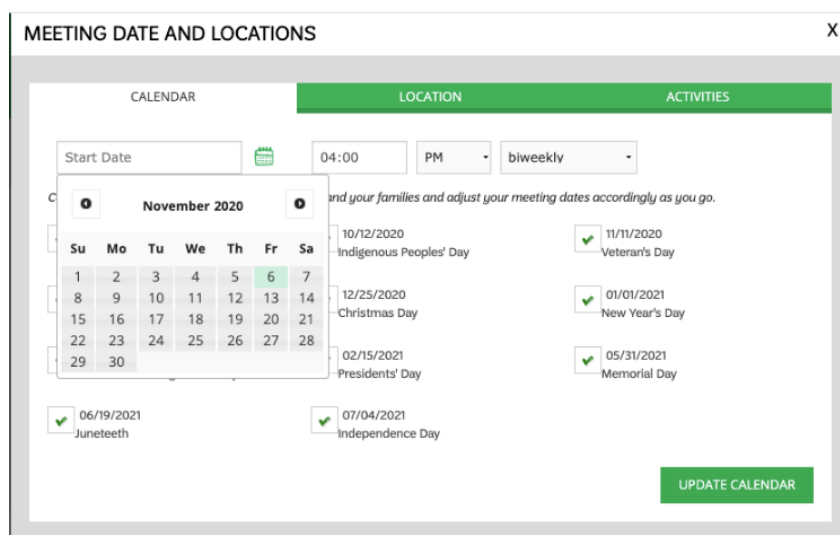 MEETING DATE AND LOCATIONS X
CALENDAR LOCATION ACTIVITIES
Start Date 04:00 PM biweekly
and your families and adjust your meeting dates accordingly as you go.
November 2020
Su Mo Tu We Th Fr Sa
1 2 3 4 5 6 7
8 9 10 11 12 13 14
15 16 17 18 19 20 21
22 23 24 25 26 27 28
29 30
10/12/2020 11/11/2020
Indigenous Peoples' Day Veteran's Day
12/25/2020 01/01/2021
Christmas Day New Year's Day
02/15/2021 05/31/2021
Presidents' Day Memorial Day
06/19/2021 07/04/2021
Juneteeth Independence Day
UPDATE CALENDAR